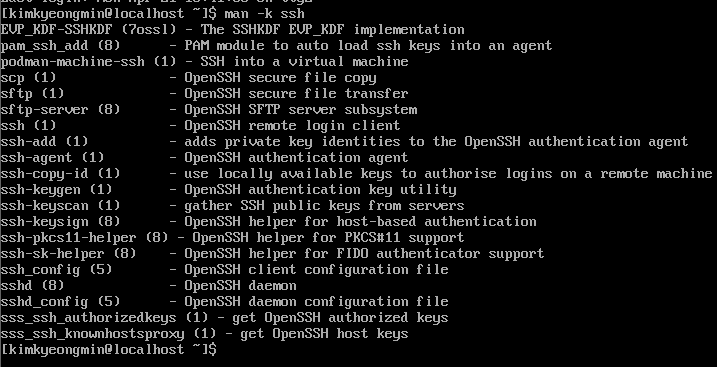 [kimkyeongmin@localhost ~]$ man -k ssh
EVP_KDF-SSHKDF (7ossl) - The SSHKDF EVP_KDF implementation
pam_ssh_add (8)      - PAM module to auto load ssh keys into an agent
podman-machine-ssh (1) - SSH into a virtual machine
scp (1)              - OpenSSH secure file copy
sftp (1)             - OpenSSH secure file transfer
sftp-server (8)      - OpenSSH SFTP server subsystem
ssh (1)              - OpenSSH remote login client
ssh-add (1)          - adds private key identities to the OpenSSH authentication agent
ssh-agent (1)        - OpenSSH authentication agent
ssh-copy-id (1)      - use locally available keys to authorise logins on a remote machine
ssh-keygen (1)       - OpenSSH authentication key utility
ssh-keyscan (1)      - gather SSH public keys from servers
ssh-keysign (8)      - OpenSSH helper for host-based authentication
ssh-pkcs11-helper (8) - OpenSSH helper for PKCS#11 support
ssh-sk-helper (8)    - OpenSSH helper for FIDO authenticator support
ssh_config (5)       - OpenSSH client configuration file
sshd (8)             - OpenSSH daemon
sshd_config (5)      - OpenSSH daemon configuration file
sss_ssh_authorizedkeys (1) - get OpenSSH authorized keys
sss_ssh_knownhostsproxy (1) - get OpenSSH host keys
[kimkyeongmin@localhost ~]$